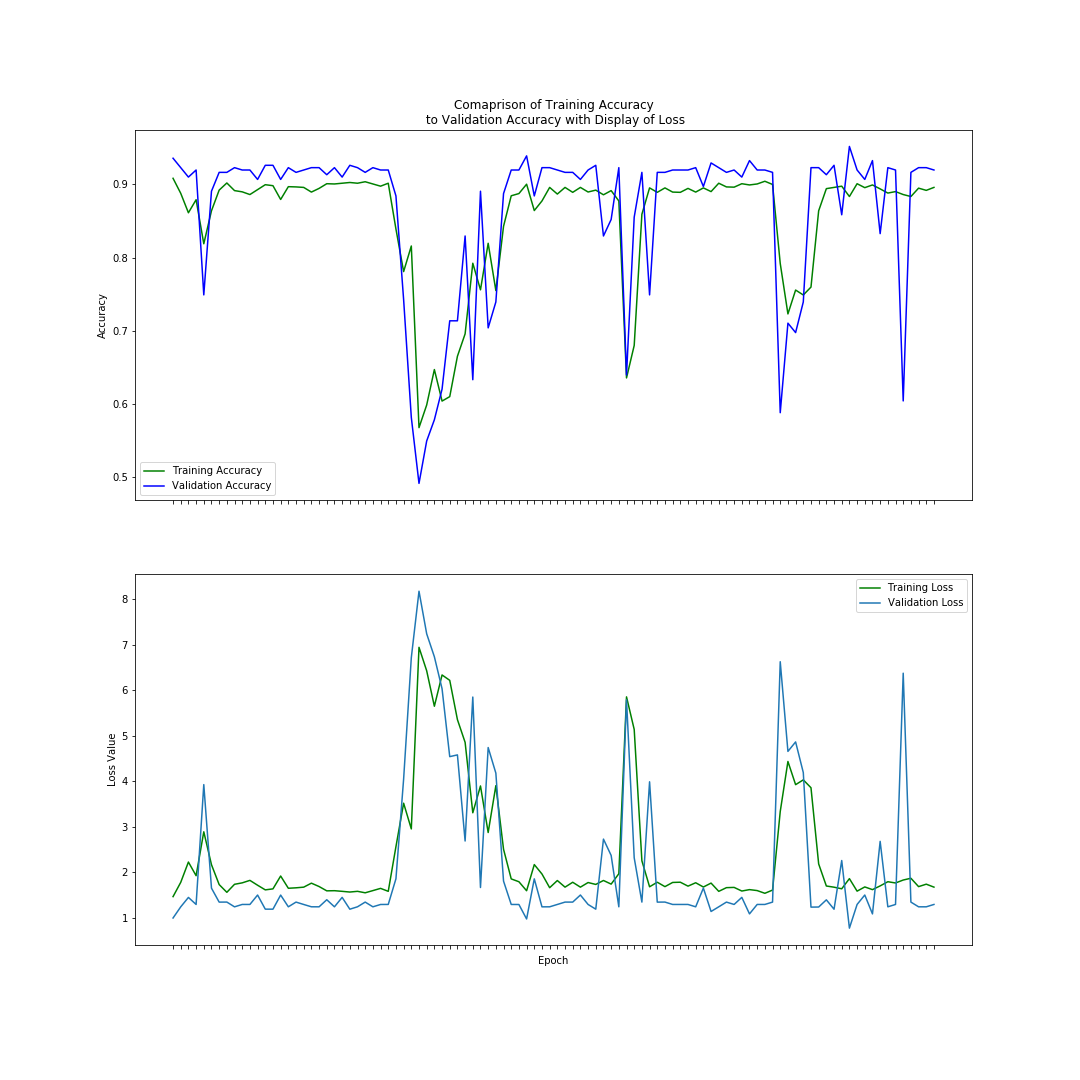 Comaprison of Training Accuracy
to Validation Accuracy with Display of Loss
0.9
0.8
0.7
0.6
0.5
Accuracy
Training Accuracy
Validation Accuracy
8
7
6
5
4
3
2
1
Loss Value
Training Loss
Validation Loss
Epoch